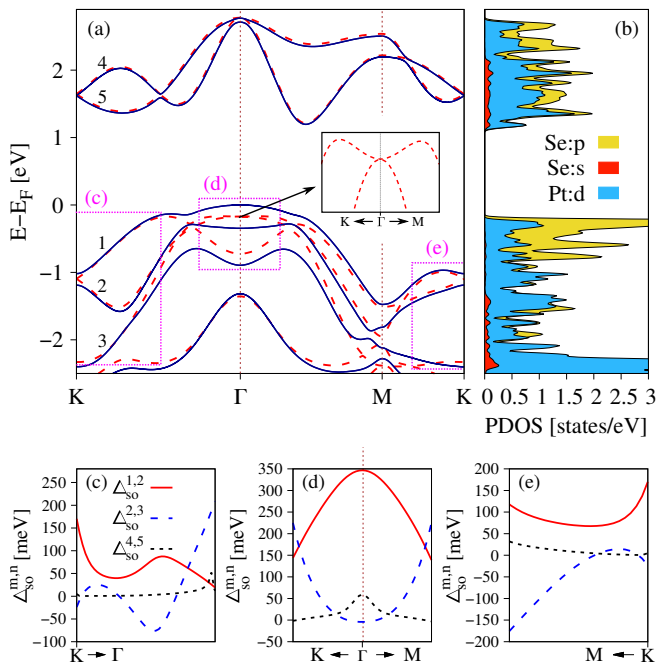 (a)
(b)
4
5
E−E_F [eV]
2
1
0
-1
-2
(c)
(d)
(e)
1
2
3
K ← Γ → M
K
Γ
M
K
Se:p
Se:s
Pt:d
0
0.5
1
1.5
2
2.5
3
PDOS [states/eV]
(c)
Δ_so^1,2
Δ_so^2,3
Δ_so^4,5
Δ_so^m,n [meV]
250
200
150
100
50
0
-50
-100
K → Γ
(d)
Δ_so^m,n [meV]
350
300
250
200
150
100
50
0
-50
K ← Γ → M
(e)
Δ_so^m,n [meV]
200
150
100
50
0
-50
-100
-150
-200
M ← K